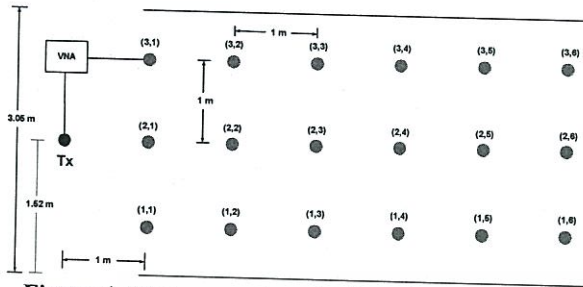 1 m
(3,1) (3,2) (3,3) (3,4) (3,5) (3,6)
VNA
1 m
3.05 m
(2,1) (2,2) (2,3) (2,4) (2,5) (2,6)
Tx
1.52 m
(1,1) (1,2) (1,3) (1,4) (1,5) (1,6)
1 m